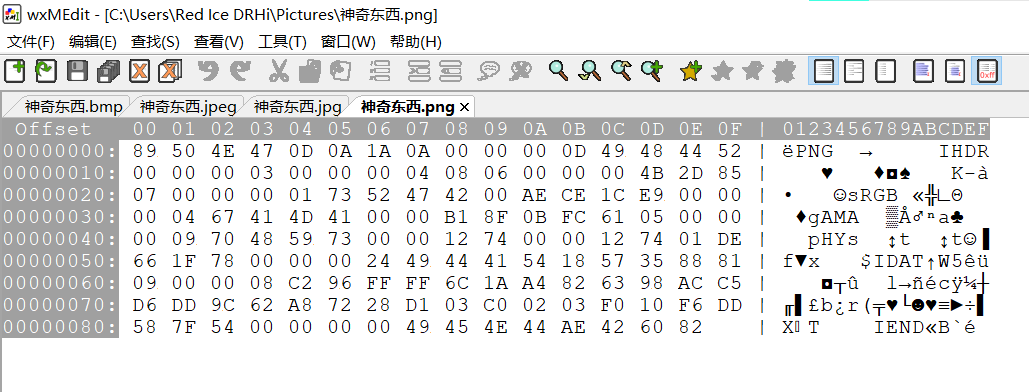 wxMEdit - [C:\Users\Red Ice DRHi\Pictures\神奇东西.png]
文件(F) 编辑(E) 查找(S) 查看(V) 工具(T) 窗口(W) 帮助(H)
0xff
神奇东西.bmp 神奇东西.jpeg 神奇东西.jpg 神奇东西.png ×
Offset 00 01 02 03 04 05 06 07 08 09 0A 0B 0C 0D 0E 0F | 0123456789ABCDEF
00000000: 89 50 4E 47 0D 0A 1A 0A 00 00 00 0D 49 48 44 52 | ëPNG → IHDR
00000010: 00 00 00 03 00 00 00 04 08 06 00 00 00 4B 2D 85 | ♥ ♦◘♠ K-à
00000020: 07 00 00 00 01 73 52 47 42 00 AE CE 1C E9 00 00 | • ☺sRGB «╬∟Θ
00000030: 00 04 67 41 4D 41 00 00 B1 8F 0B FC 61 05 00 00 | ♦gAMA ▒Å♂ⁿa♣
00000040: 00 09 70 48 59 73 00 00 12 74 00 00 12 74 01 DE | pHYs ↕t ↕t☺▐
00000050: 66 1F 78 00 00 00 24 49 44 41 54 18 57 35 88 81 | f▼x $IDAT↑W5êü
00000060: 09 00 00 08 C2 96 FF FF 6C 1A A4 82 63 98 AC C5 | ◘┬û l→ñécÿ¼┼
00000070: D6 DD 9C 62 A8 72 28 D1 03 C0 02 03 F0 10 F6 DD | ╓▌£b¿r(╤♥└☻♥≡►÷▌
00000080: 58 7F 54 00 00 00 00 49 45 4E 44 AE 42 60 82 | X T IEND«B`é